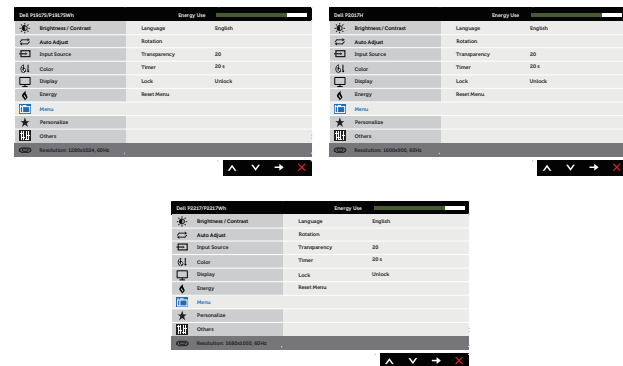 Dell P1917S/P1917SWh Energy Use
Brightness / Contrast Language English
Auto Adjust Rotation
Input Source Transparency 20
Color Timer 20 s
Display Lock Unlock
Energy Reset Menu
Menu
Personalize
Others
Resolution: 1280x1024, 60Hz
Dell P2017H Energy Use
Brightness / Contrast Language English
Auto Adjust Rotation
Input Source Transparency 20
Color Timer 20 s
Display Lock Unlock
Energy Reset Menu
Menu
Personalize
Others
Resolution: 1600x900, 60Hz
Dell P2217/P2217Wh Energy Use
Brightness / Contrast Language English
Auto Adjust Rotation
Input Source Transparency 20
Color Timer 20 s
Display Lock Unlock
Energy Reset Menu
Menu
Personalize
Others
Resolution: 1680x1050, 60Hz